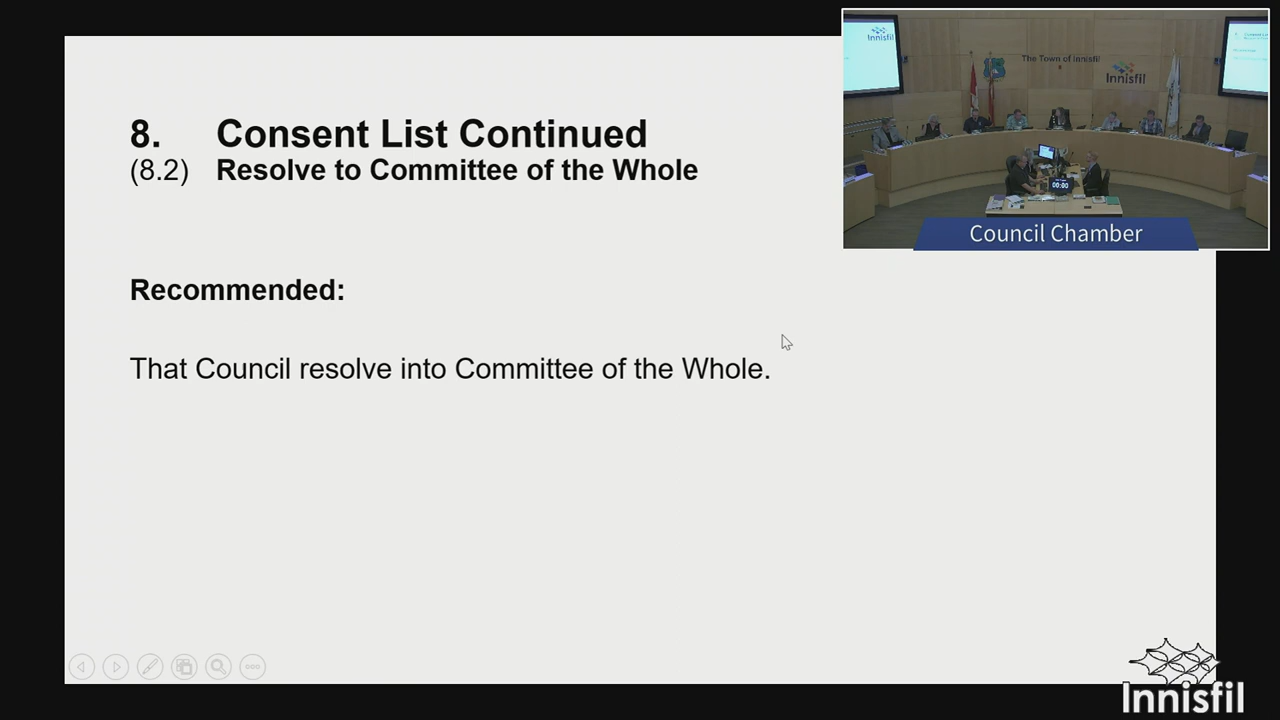 8. Consent List Continued
(8.2) Resolve to Committee of the Whole
Recommended:
That Council resolve into Committee of the Whole.
Innisfil
The Town of Innisfil
Innisfil
00:00
Council Chamber
Innisfil